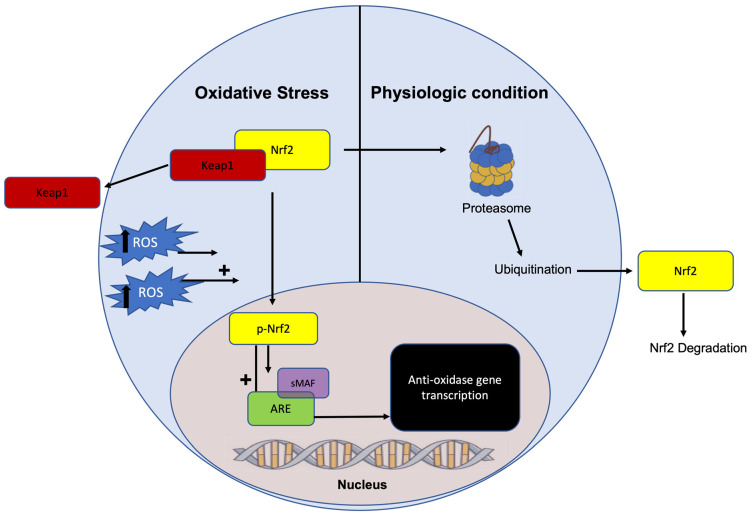 Oxidative Stress
Physiologic condition
Nrf2
Keap1
Keap1
Proteasome
ROS
+
ROS
Ubiquitination
Nrf2
p-Nrf2
Nrf2 Degradation
+
sMAF
ARE
Anti-oxidase gene
transcription
Nucleus